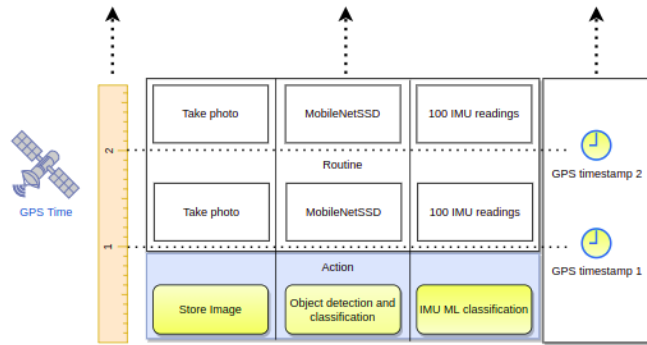 Take photo
MobileNetSSD
100 IMU readings
2
Routine
GPS timestamp 2
GPS Time
Take photo
MobileNetSSD
100 IMU readings
1
Action
GPS timestamp 1
Store Image
Object detection and
classification
IMU ML classification